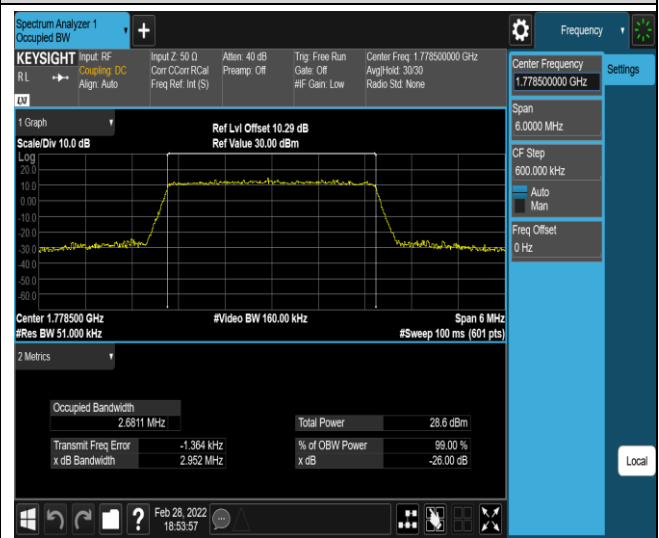 Spectrum Analyzer 1
Occupied BW
+
Frequency
KEYSIGHT Input: RF Input Z: 50 Ω Atten: 40 dB Trig: Free Run Center Freq: 1.778500000 GHz
RL Coupling: DC Corr CCorr RCal Preamp: Off Gate: Off Avg|Hold: 30/30
Align: Auto Freq Ref: Int (S) #IF Gain: Low Radio Std: None
LXI
Center Frequency
1.778500000 GHz
Settings
Span
6.0000 MHz
CF Step
600.000 kHz
Auto
Man
Freq Offset
0 Hz
1 Graph
Ref Lvl Offset 10.29 dB
Scale/Div 10.0 dB Ref Value 30.00 dBm
Log
20.0
10.0
0.00
-10.0
-20.0
-30.0
-40.0
-50.0
-60.0
Center 1.778500 GHz #Video BW 160.00 kHz Span 6 MHz
#Res BW 51.000 kHz #Sweep 100 ms (601 pts)
2 Metrics
Occupied Bandwidth
2.6811 MHz Total Power 28.6 dBm
Transmit Freq Error -1.364 kHz % of OBW Power 99.00 %
x dB Bandwidth 2.952 MHz x dB -26.00 dB
Local
? Feb 28, 2022
18:53:57